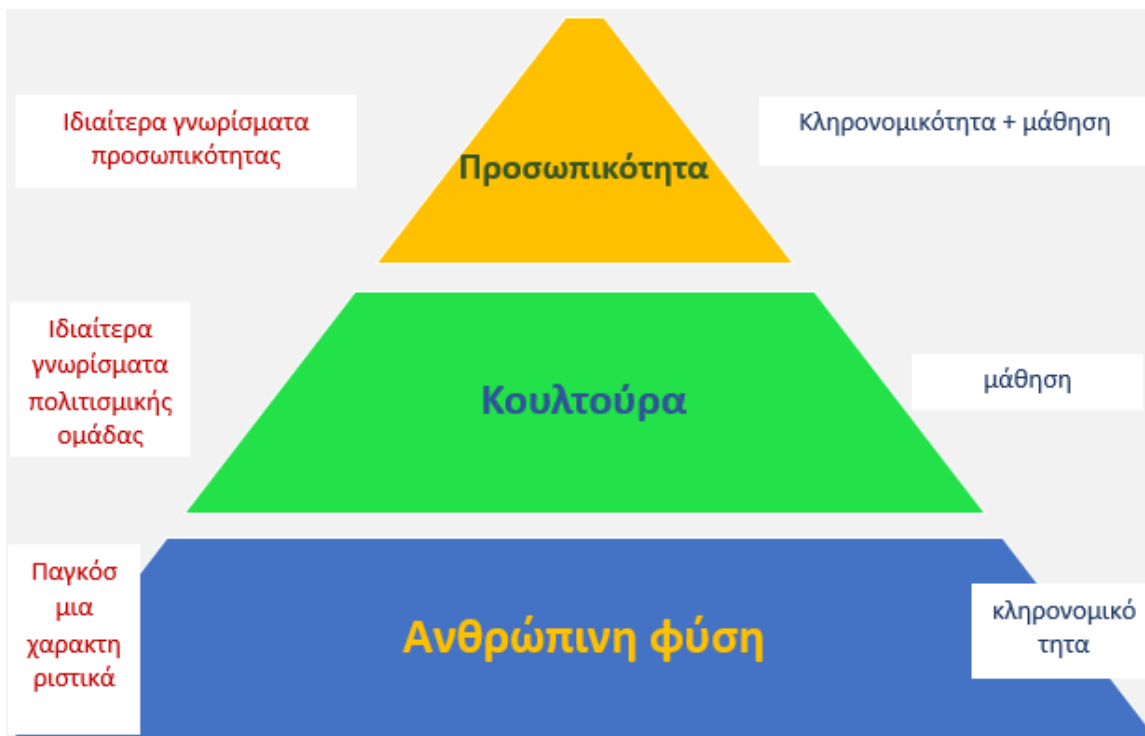 Ιδιαίτερα γνωρίσματα
προσωπικότητας
Προσωπικότητα
Κληρονομικότητα + μάθηση
Ιδιαίτερα
γνωρίσματα
πολιτισμικής
ομάδας
Κουλτούρα
μάθηση
Παγκόσ
μια
χαρακτη
ριστικά
Ανθρώπινη φύση
κληρονομικό
τητα